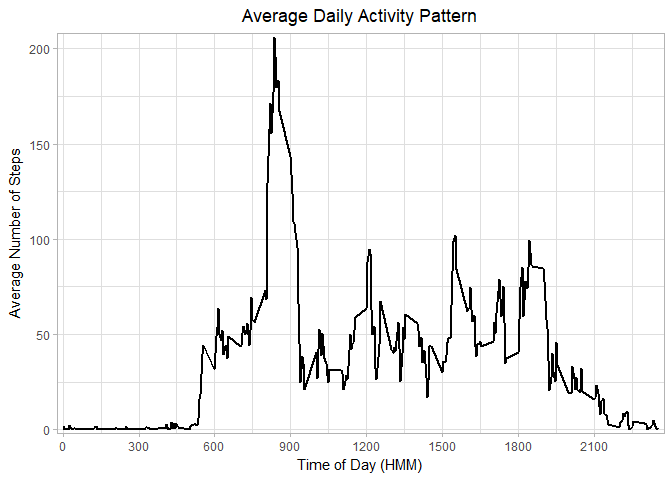 Average Daily Activity Pattern
200
150
100
50
0
Average Number of Steps
0 300 600 900 1200 1500 1800 2100
Time of Day (HMM)